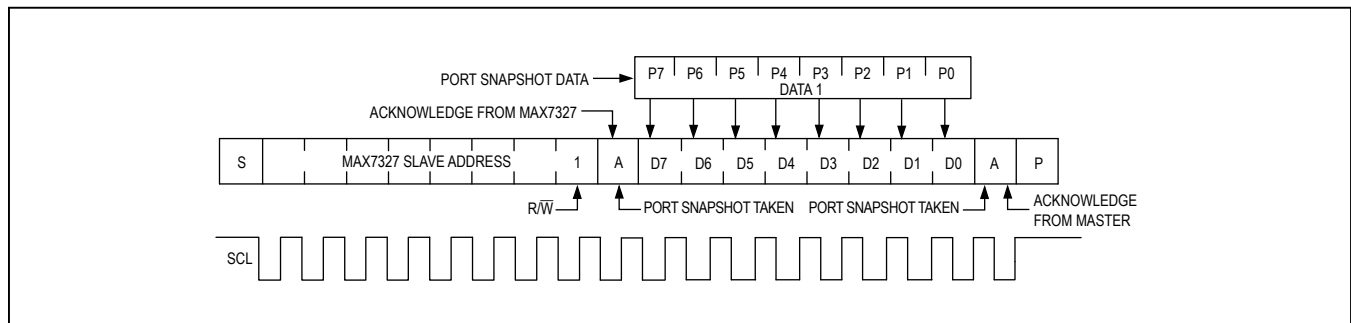 P7 P6 P5 P4 P3 P2 P1 P0
PORT SNAPSHOT DATA
DATA 1
ACKNOWLEDGE FROM MAX7327
S MAX7327 SLAVE ADDRESS 1 A D7 D6 D5 D4 D3 D2 D1 D0 A P
R/W̅ PORT SNAPSHOT TAKEN PORT SNAPSHOT TAKEN ACKNOWLEDGE
FROM MASTER
SCL